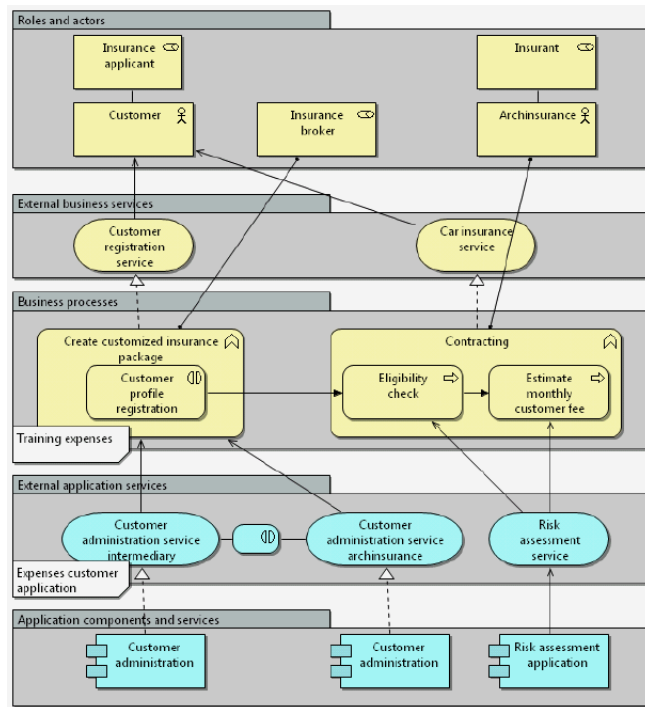 Roles and actors
Insurance
applicant
Insurant
Customer
Insurance
broker
Archinsurance
External business services
Customer
registration
service
Car insurance
service
Business processes
Create customized insurance
package
Contracting
Customer
profile
registration
Eligibility
check
Estimate
monthly
customer fee
Training expenses
External application services
Customer
administration service
intermediary
Customer
administration service
archinsurance
Risk
assessment
service
Expenses customer
application
Application components and services
Customer
administration
Customer
administration
Risk assessment
application